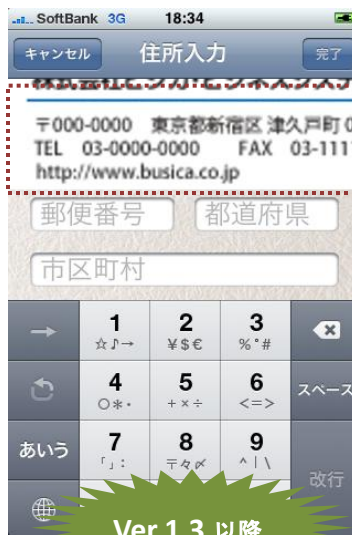 SoftBank 3G 18:34
キャンセル 住所入力 完了
〒000-0000 東京都新宿区 津久戸町 0
TEL 03-0000-0000 FAX 03-111
http://www.busica.co.jp
郵便番号 都道府県
市区町村
→ 1 2 3
☆♪→ ¥$€ %°#
4 5 6 スペース
○*・ +×÷ <=>
あいう 7 8 9
「」: 〒々〆 ^|\
改行
Ver 1.3 以降